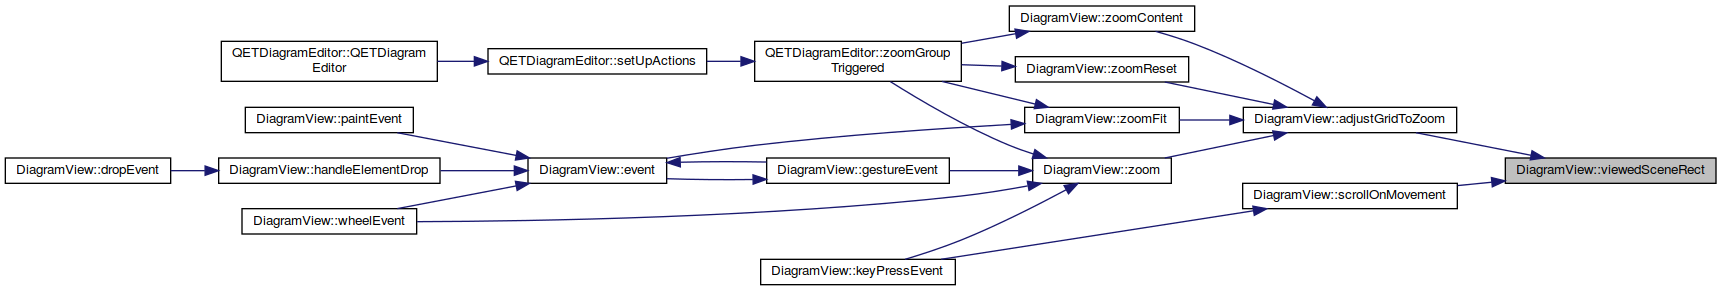 DiagramView::zoomContent
QETDiagramEditor::QETDiagram
Editor
QETDiagramEditor::setUpActions
QETDiagramEditor::zoomGroup
Triggered
DiagramView::zoomReset
DiagramView::paintEvent
DiagramView::zoomFit
DiagramView::adjustGridToZoom
DiagramView::dropEvent
DiagramView::handleElementDrop
DiagramView::event
DiagramView::gestureEvent
DiagramView::zoom
DiagramView::viewedSceneRect
DiagramView::scrollOnMovement
DiagramView::wheelEvent
DiagramView::keyPressEvent